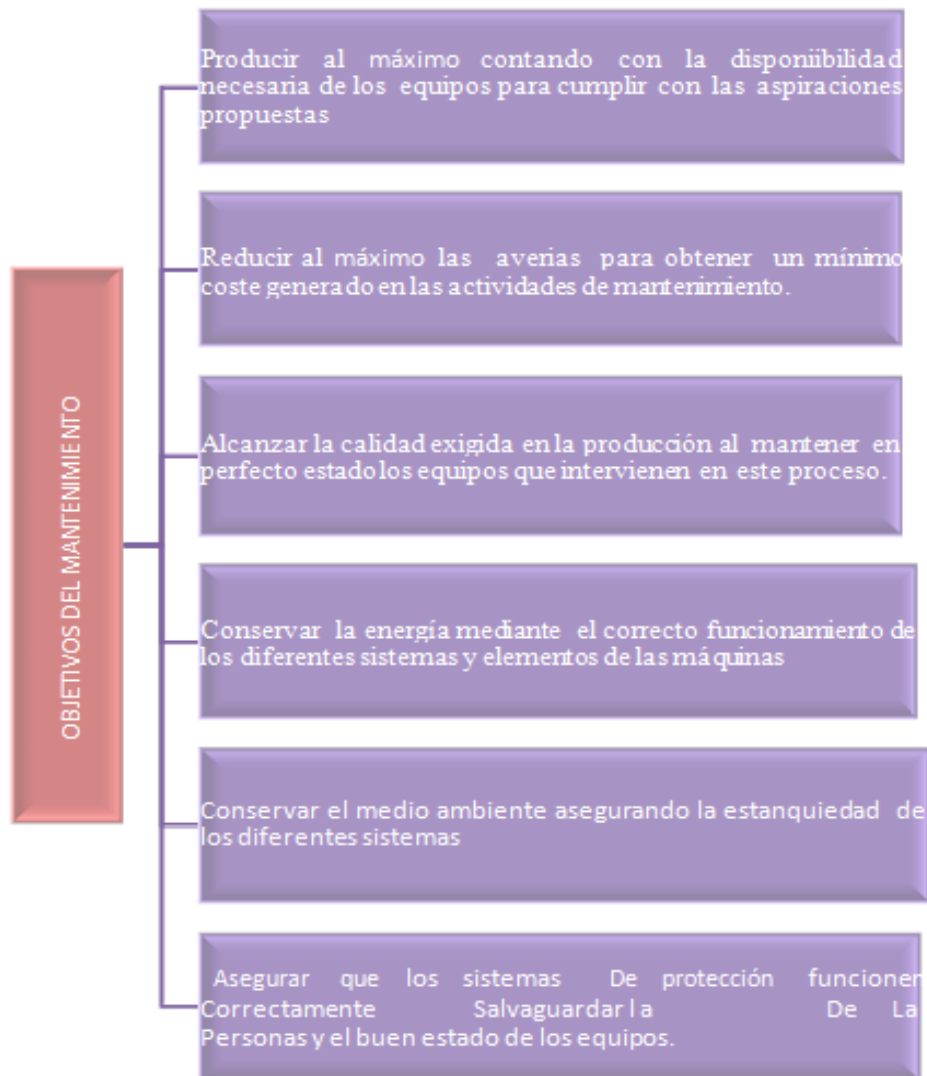 OBJETIVOS DEL MANTENIMIENTO
Producir al máximo contando con la disponiibilidad
necesaria de los equipos para cumplir con las aspiraciones
propuestas
Reducir al máximo las averias para obtener un mínimo
coste generado en las actividades de mantenimiento.
Alcanzar la calidad exigida en la producción al mantener en
perfecto estado los equipos que intervienen en este proceso.
Conservar la energía mediante el correcto funcionamiento de
los diferentes sistemas y elementos de las máquinas
Conservar el medio ambiente asegurando la estanquiedad de
los diferentes sistemas
Asegurar que los sistemas De protección funcionen
Correctamente Salvaguardar la De La
Personas y el buen estado de los equipos.